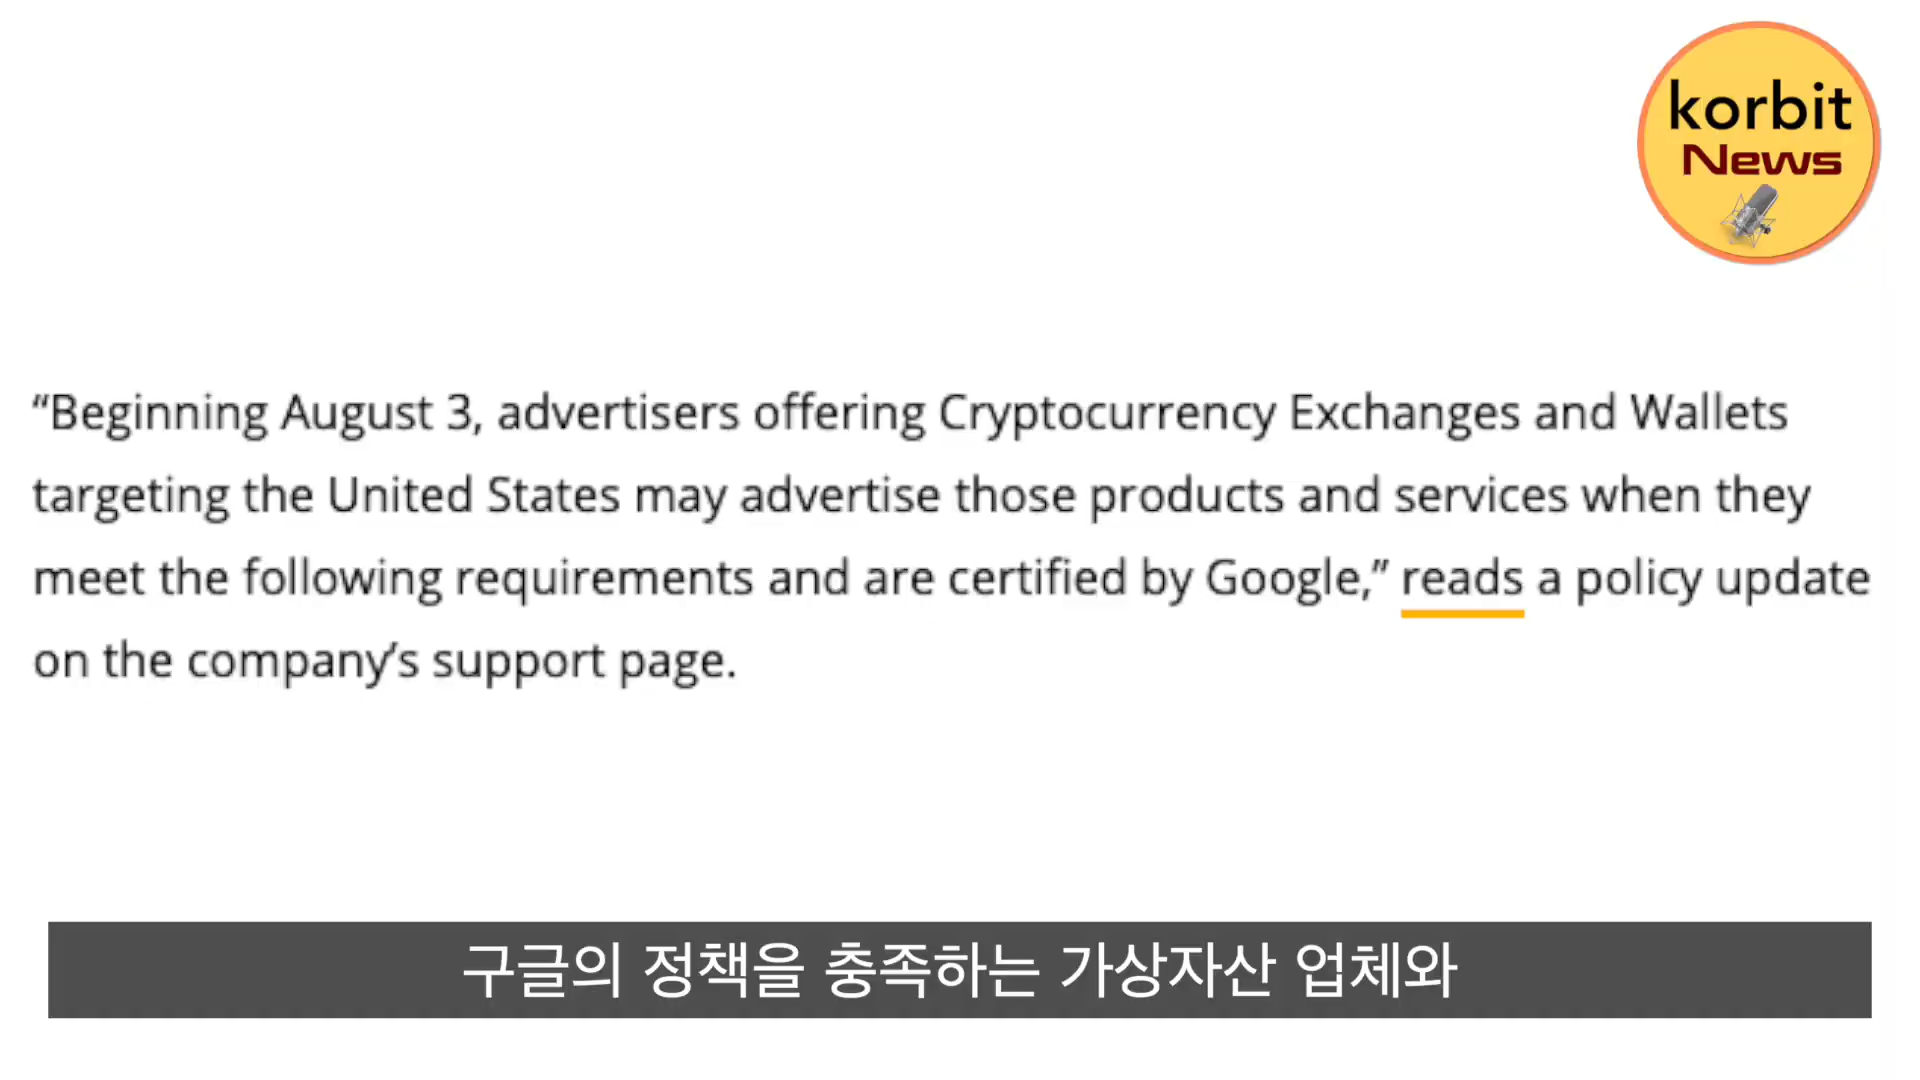 korbit
News
“Beginning August 3, advertisers offering Cryptocurrency Exchanges and Wallets
targeting the United States may advertise those products and services when they
meet the following requirements and are certified by Google,” reads a policy update
on the company’s support page.
구글의 정책을 충족하는 가상자산 업체와